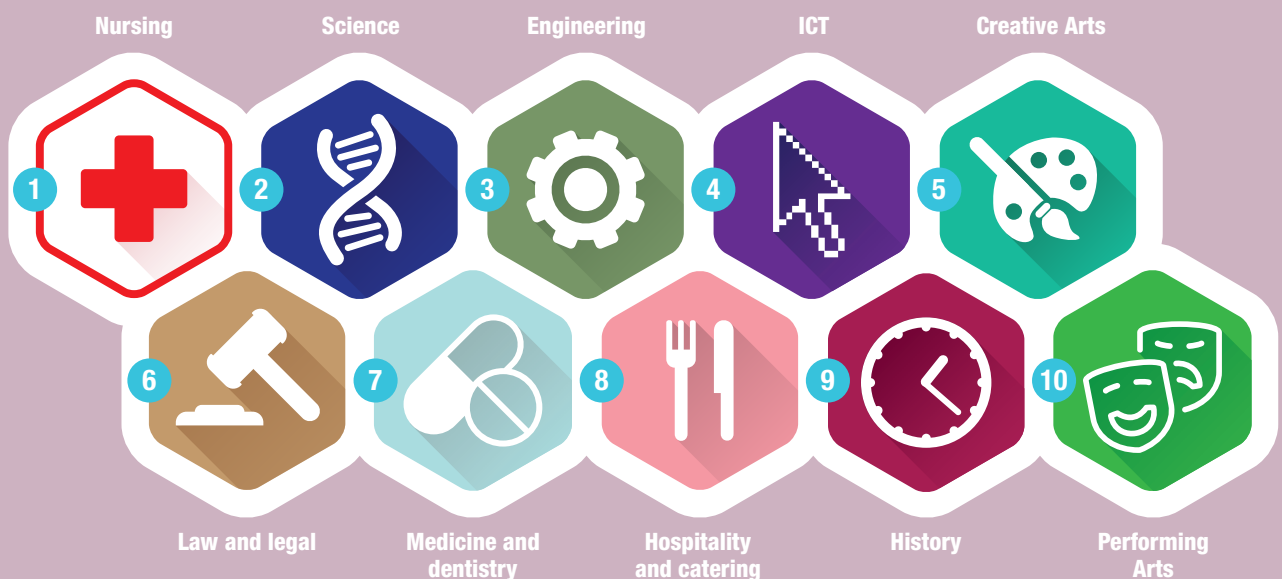 Nursing
Science
Engineering
ICT
Creative Arts
1
2
3
4
5
6
7
8
9
10
Law and legal
Medicine and
dentistry
Hospitality
and catering
History
Performing
Arts